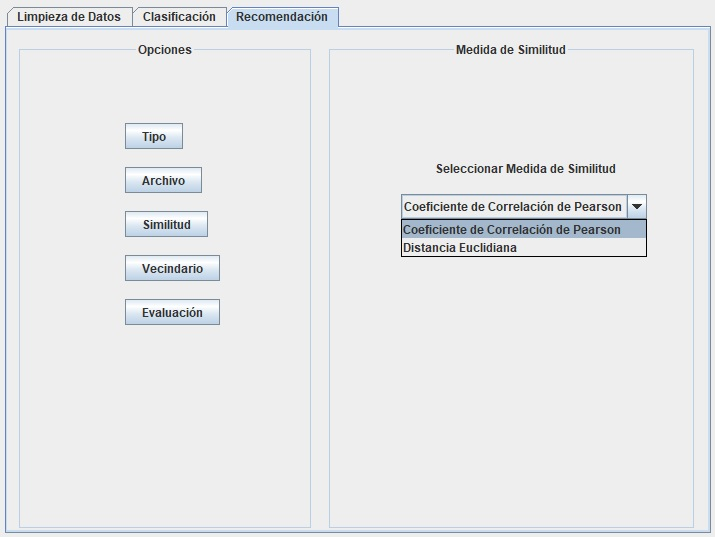 Limpieza de Datos Clasificación Recomendación
Opciones
Tipo
Archivo
Similitud
Vecindario
Evaluación
Medida de Similitud
Seleccionar Medida de Similitud
Coeficiente de Correlación de Pearson
Coeficiente de Correlación de Pearson
Distancia Euclidiana